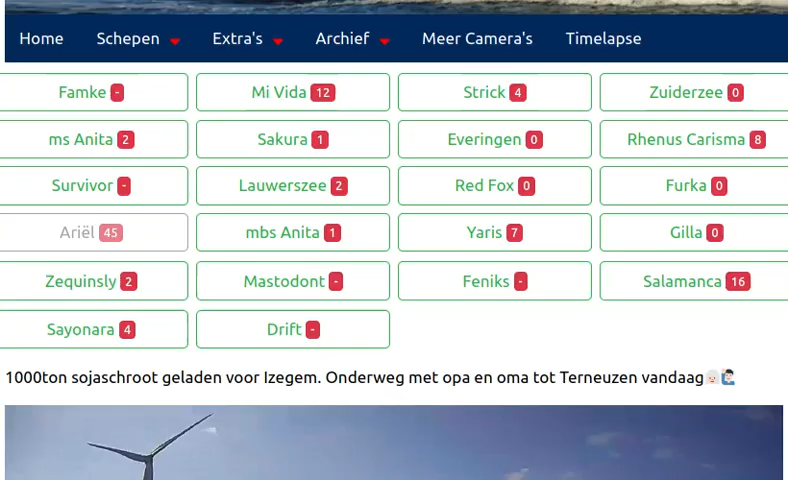 Home Schepen Extra's Archief Meer Camera's Timelapse
Famke - Mi Vida 12 Strick 4 Zuiderzee 0
ms Anita 2 Sakura 1 Everingen 0 Rhenus Carisma 8
Survivor - Lauwerszee 2 Red Fox 0 Furka 0
Ariël 45 mbs Anita 1 Yaris 7 Gilla 0
Zequinsly 2 Mastodont - Feniks - Salamanca 16
Sayonara 4 Drift -
1000ton sojaschroot geladen voor Izegem. Onderweg met opa en oma tot Terneuzen vandaag